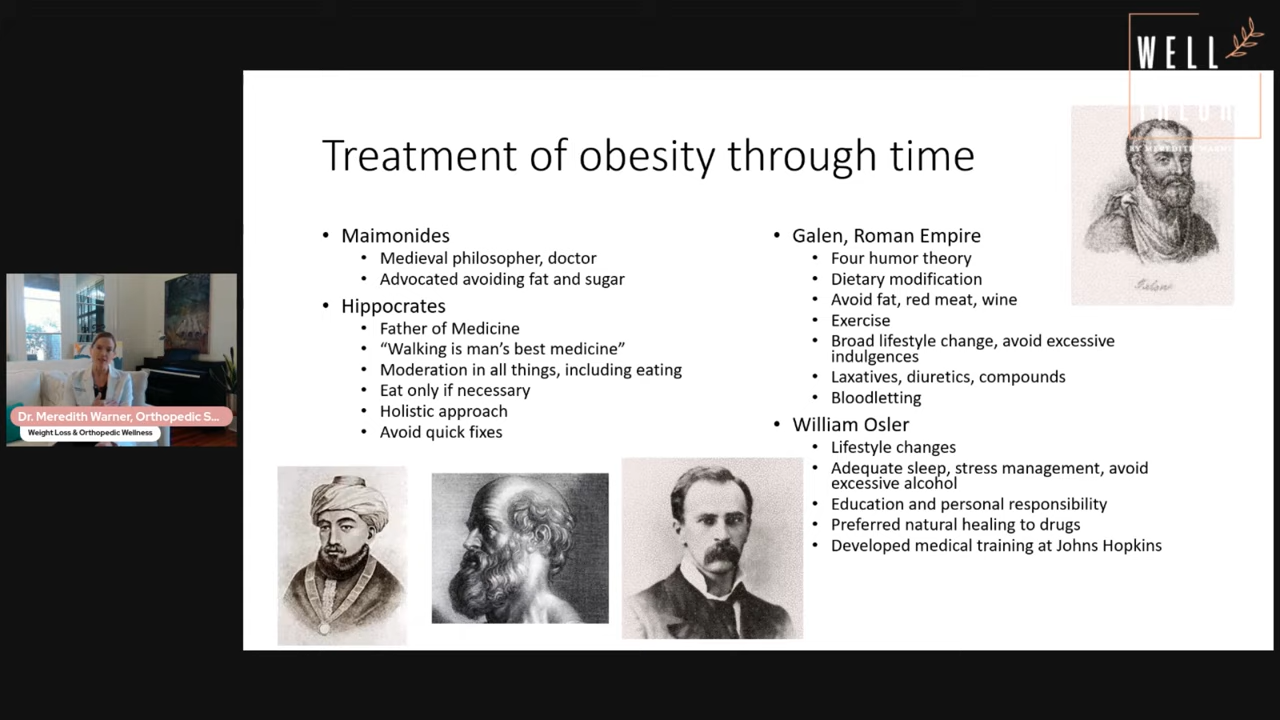 WELL
BY MEREDITH WARNER
Treatment of obesity through time
• Maimonides
• Medieval philosopher, doctor
• Advocated avoiding fat and sugar
• Hippocrates
• Father of Medicine
• “Walking is man’s best medicine”
• Moderation in all things, including eating
• Eat only if necessary
• Holistic approach
• Avoid quick fixes
• Galen, Roman Empire
• Four humor theory
• Dietary modification
• Avoid fat, red meat, wine
• Exercise
• Broad lifestyle change, avoid excessive
indulgences
• Laxatives, diuretics, compounds
• Bloodletting
• William Osler
• Lifestyle changes
• Adequate sleep, stress management, avoid
excessive alcohol
• Education and personal responsibility
• Preferred natural healing to drugs
• Developed medical training at Johns Hopkins
Galen
Dr. Meredith Warner, Orthopedic S...
Weight Loss & Orthopedic Wellness